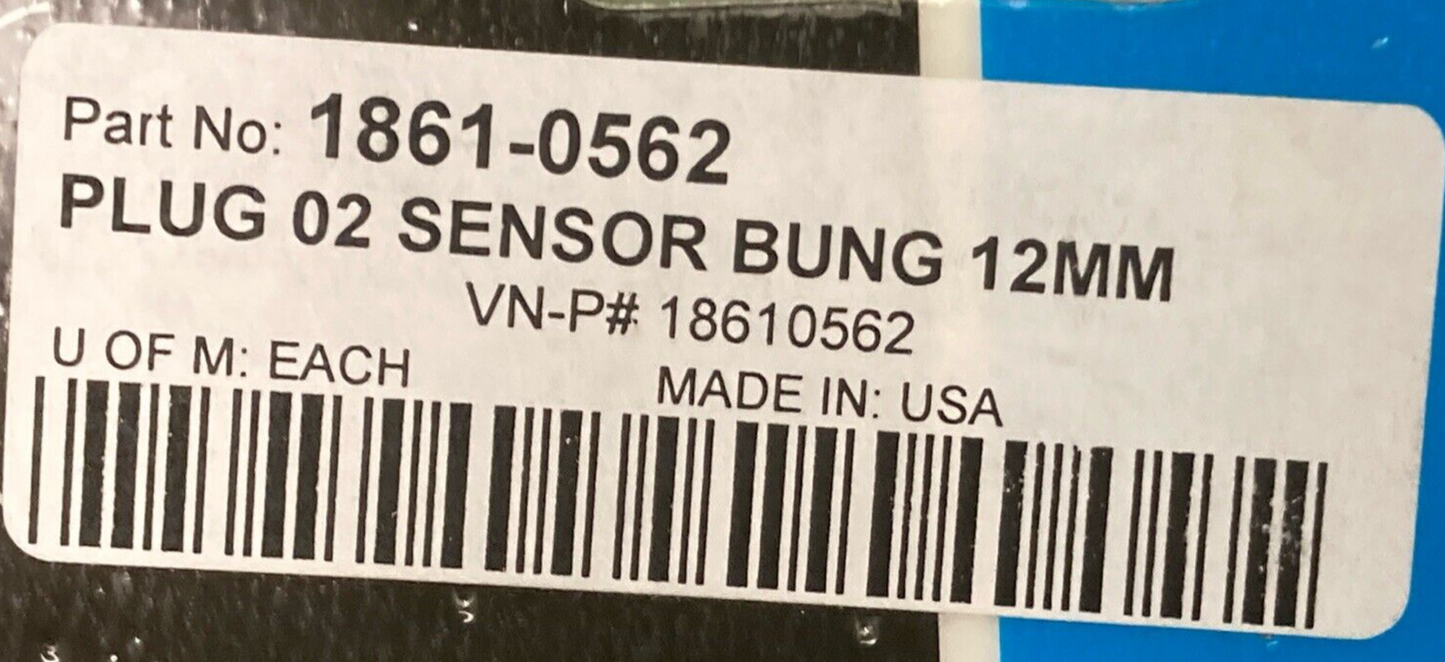 Part No: 1861-0562
PLUG 02 SENSOR BUNG 12MM
VN-P# 18610562
U OF M: EACH MADE IN: USA